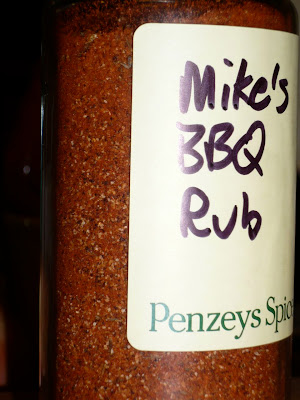 Mike's
BBQ
Rub
Penzeys Spic